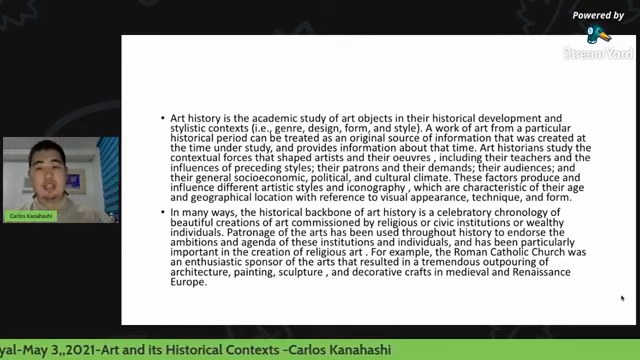 Powered by
StreamYard
• Art history is the academic study of art objects in their historical development and
stylistic contexts (i.e., genre, design, form, and style). A work of art from a particular
historical period can be treated as an original source of information that was created at
the time under study, and provides information about that time. Art historians study the
contextual forces that shaped artists and their oeuvres , including their teachers and the
influences of preceding styles; their patrons and their demands; their audiences; and
their general socioeconomic, political, and cultural climate. These factors produce and
influence different artistic styles and iconography , which are characteristic of their age
and geographical location with reference to visual appearance, technique, and form.
• In many ways, the historical backbone of art history is a celebratory chronology of
beautiful creations of art commissioned by religious or civic institutions or wealthy
individuals. Patronage of the arts has been used throughout history to endorse the
ambitions and agenda of these institutions and individuals, and has been particularly
important in the creation of religious art . For example, the Roman Catholic Church was
an enthusiastic sponsor of the arts that resulted in a tremendous outpouring of
architecture, painting, sculpture , and decorative crafts in medieval and Renaissance
Europe.
Carlos Kanahashi
yal-May 3,,2021-Art and its Historical Contexts -Carlos Kanahashi